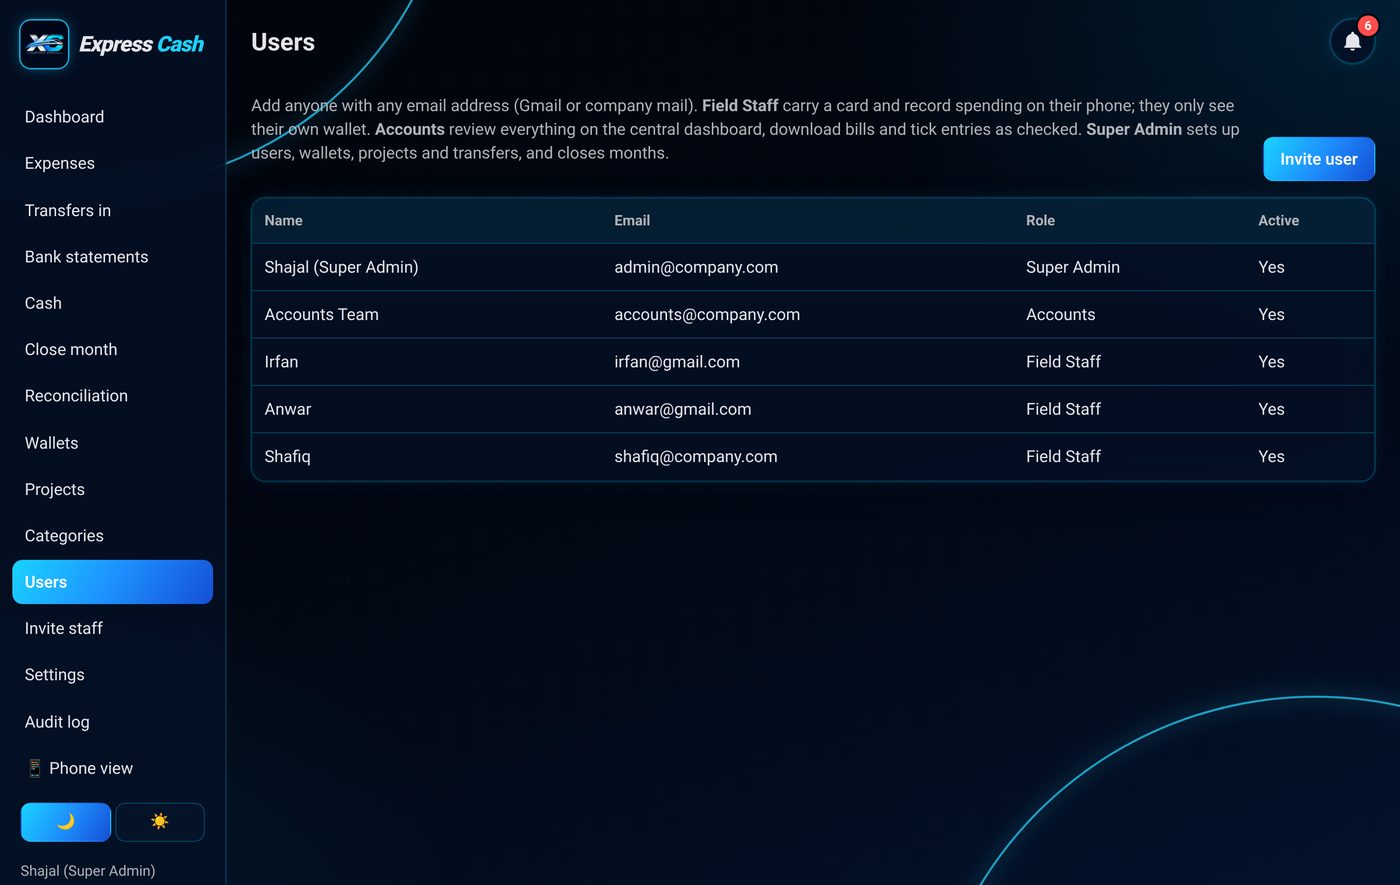 Express Cash
Dashboard
Expenses
Transfers in
Bank statements
Cash
Close month
Reconciliation
Wallets
Projects
Categories
Users
Invite staff
Settings
Audit log
Phone view
Shajal (Super Admin)
Users
6
Add anyone with any email address (Gmail or company mail). Field Staff carry a card and record spending on their phone; they only see
their own wallet. Accounts review everything on the central dashboard, download bills and tick entries as checked. Super Admin sets up
users, wallets, projects and transfers, and closes months.
Invite user
Name Email Role Active
Shajal (Super Admin) admin@company.com Super Admin Yes
Accounts Team accounts@company.com Accounts Yes
Irfan irfan@gmail.com Field Staff Yes
Anwar anwar@gmail.com Field Staff Yes
Shafiq shafiq@company.com Field Staff Yes